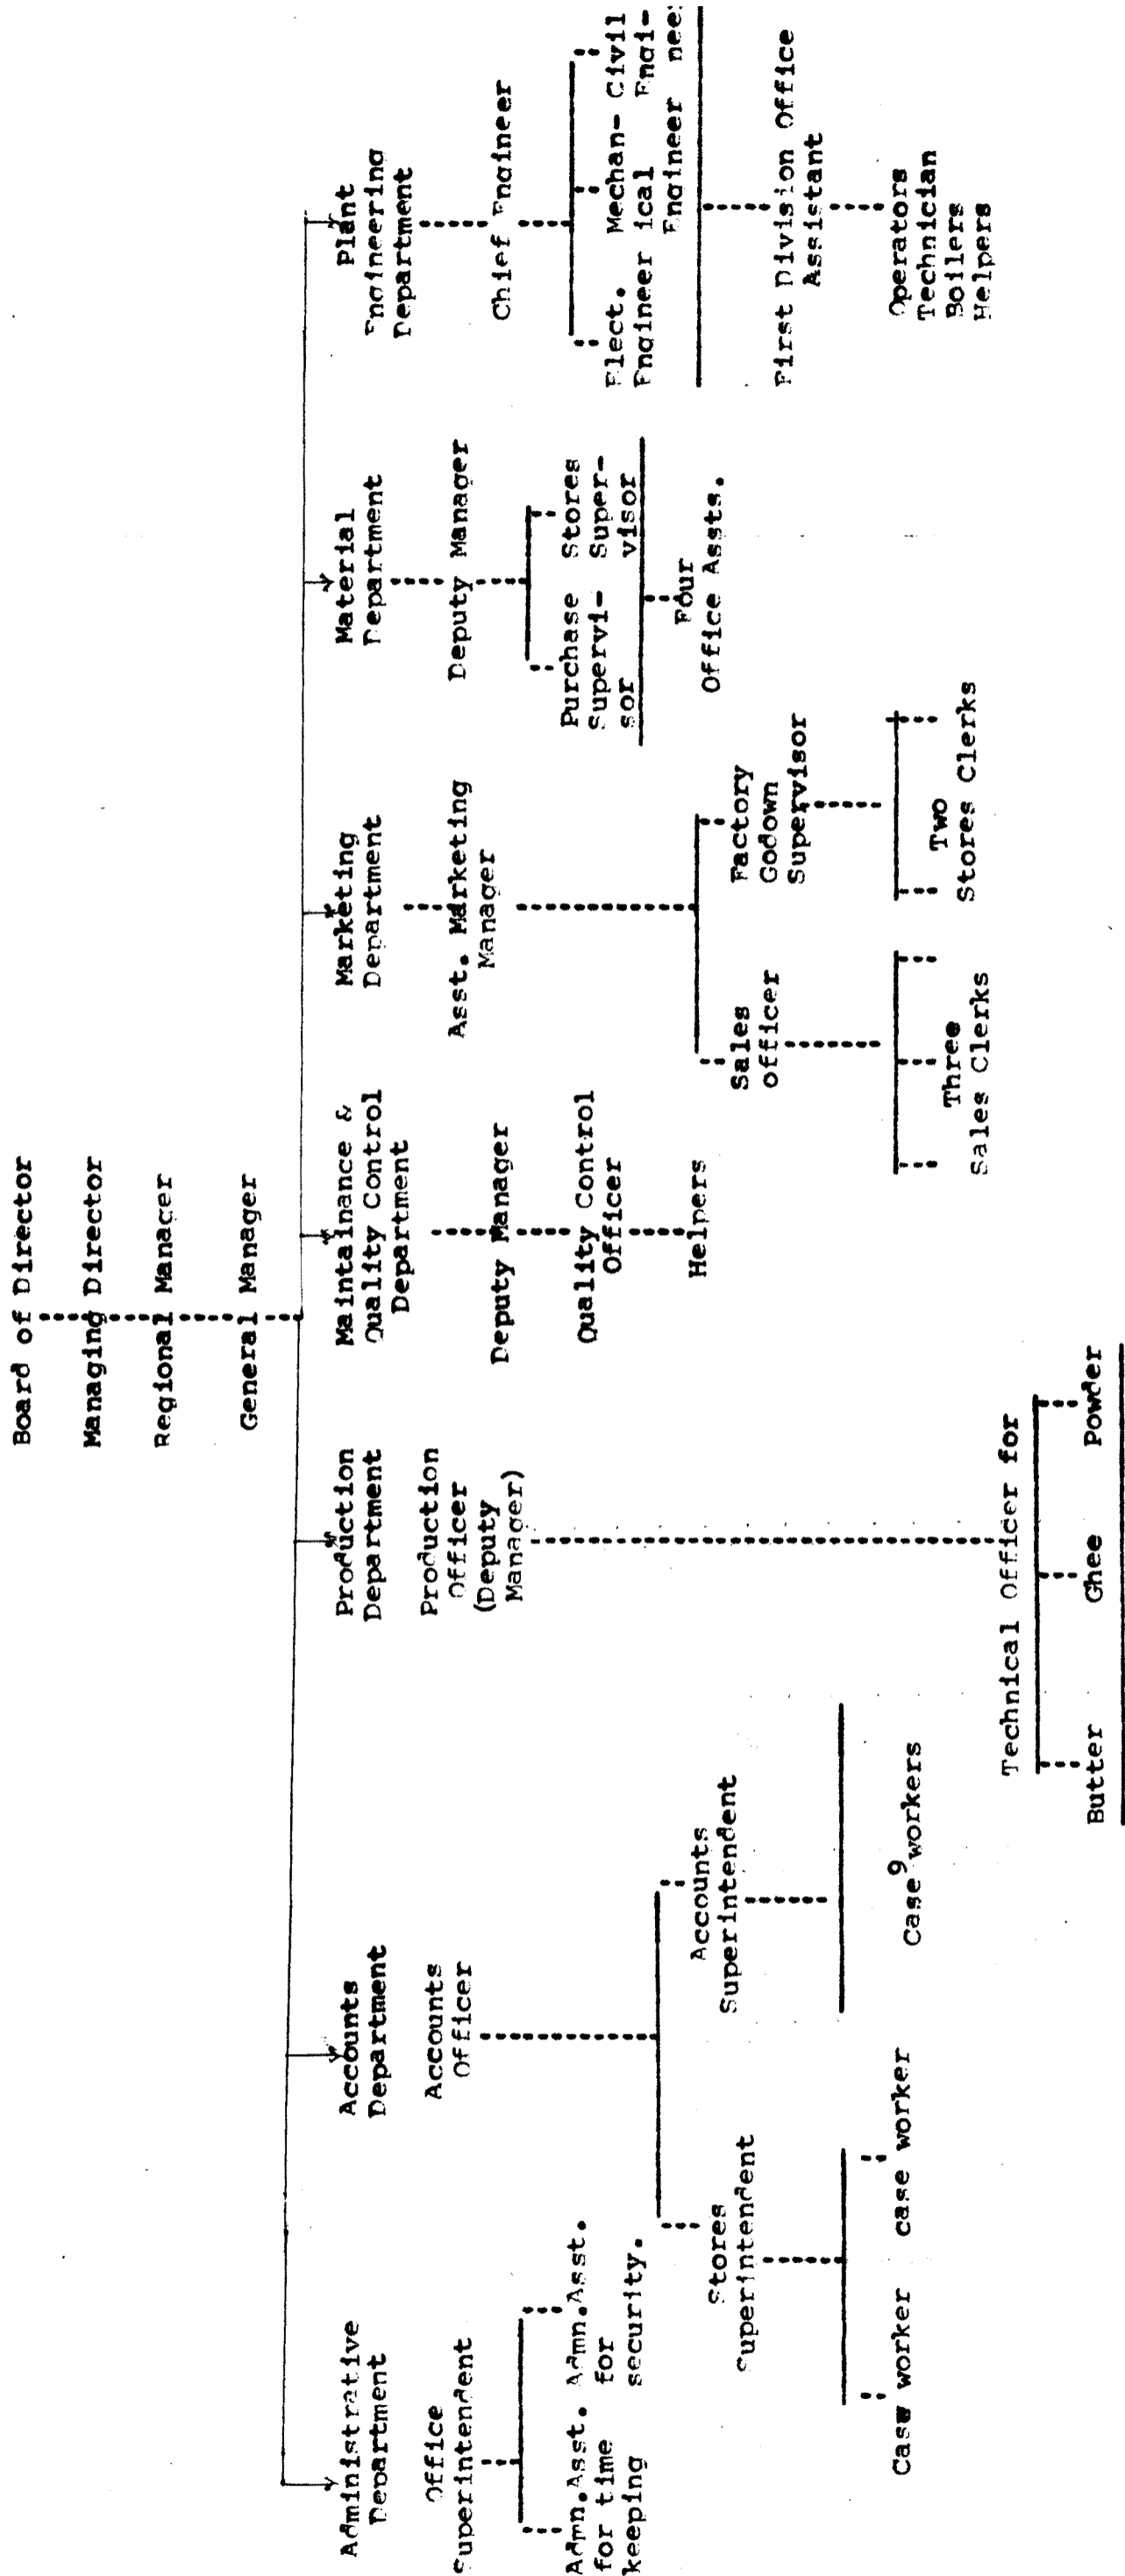 Board of Director
Managing Director
Regional Manager
General Manager
Administrative
Department
Office
Superintendent
Admn.Asst. Admn.Asst.
for time for
keeping security.
Accounts
Department
Accounts
Officer
Stores
Superintendent
Case worker case worker
Accounts
Superintendent
9
Case workers
Production
Department
Production
Officer
(Deputy
Manager)
Technical Officer for
Butter Ghee Powder
Maintainance &
Quality Control
Department
Deputy Manager
Quality Control
Officer
Helpers
Marketing
Department
Asst. Marketing
Manager
Sales
Officer
Three
Sales Clerks
Factory
Godown
Supervisor
Two
Stores Clerks
Material
Department
Deputy Manager
Purchase Stores
Supervi- Super-
sor visor
Four
Office Assts.
Plant
Engineering
Department
Chief Engineer
Elect. Mechan- Civil
Engineer ical Engi-
Engineer
First Division Office
Assistant
Operators
Technician
Boilers
Helpers